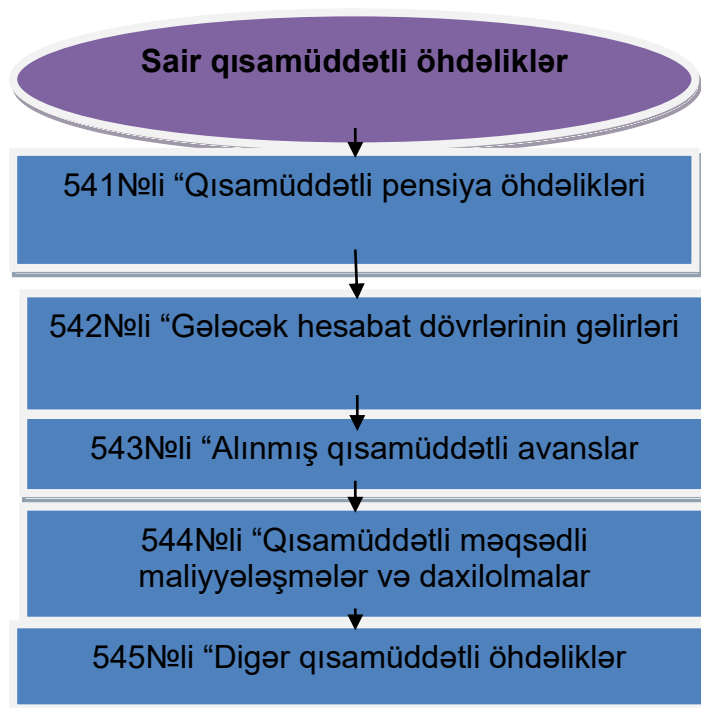 Sair qısamüddətli öhdəliklər
541№li “Qısamüddətli pensiya öhdəlikləri
542№li “Gələcək hesabat dövrlərinin gəlirləri
543№li “Alınmış qısamüddətli avanslar
544№li “Qısamüddətli məqsədli
maliyyələşmələr və daxilolmalar
545№li “Digər qısamüddətli öhdəliklər